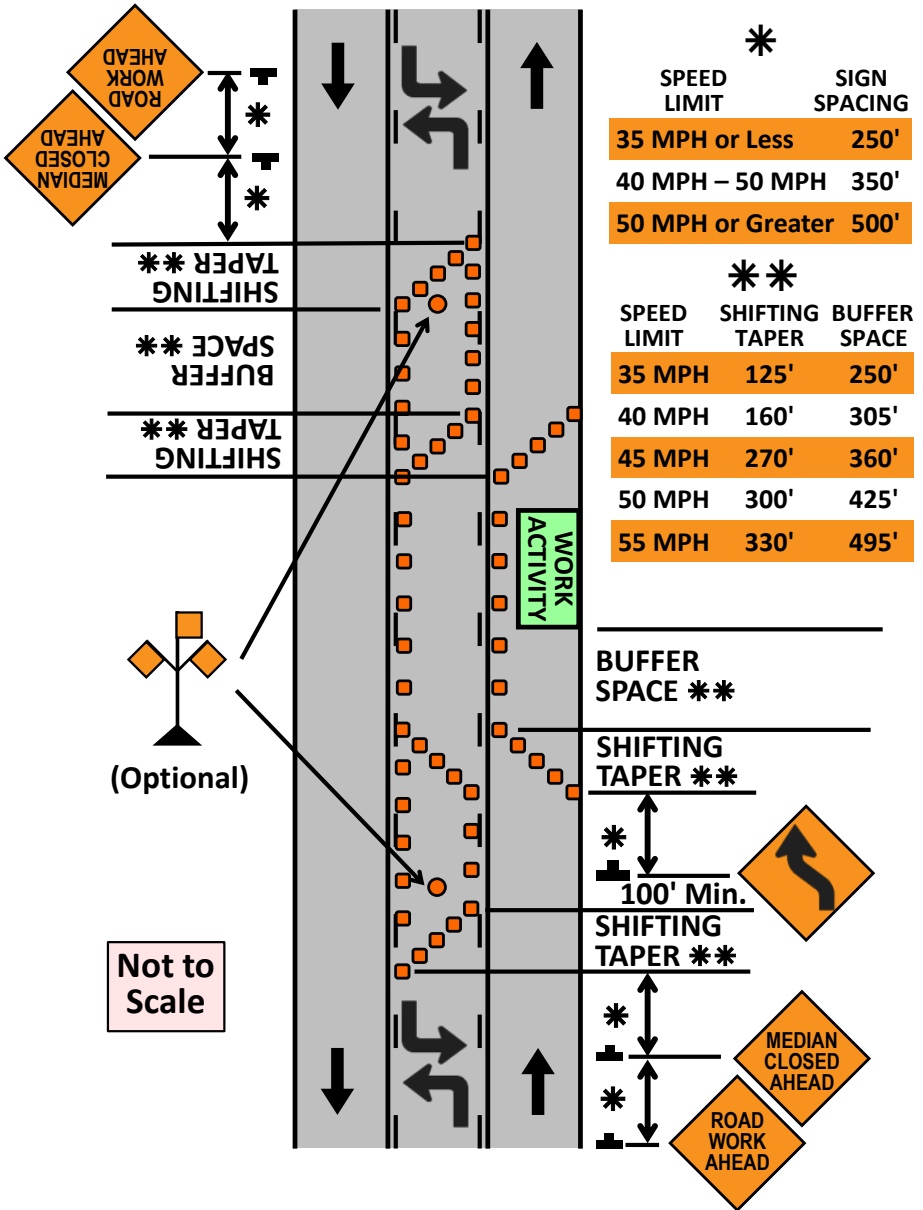 ROAD
WORK
AHEAD
MEDIAN
CLOSED
AHEAD
✱
✱
SHIFTING
TAPER ✱✱
BUFFER
SPACE ✱✱
SHIFTING
TAPER ✱✱
(Optional)
Not to
Scale
WORK
ACTIVITY
✱
SPEED LIMIT SIGN SPACING
35 MPH or Less 250'
40 MPH – 50 MPH 350'
50 MPH or Greater 500'
✱✱
SPEED SHIFTING BUFFER
LIMIT TAPER SPACE
35 MPH 125' 250'
40 MPH 160' 305'
45 MPH 270' 360'
50 MPH 300' 425'
55 MPH 330' 495'
BUFFER
SPACE ✱✱
SHIFTING
TAPER ✱✱
✱
100' Min.
SHIFTING
TAPER ✱✱
✱
MEDIAN
CLOSED
AHEAD
✱
ROAD
WORK
AHEAD